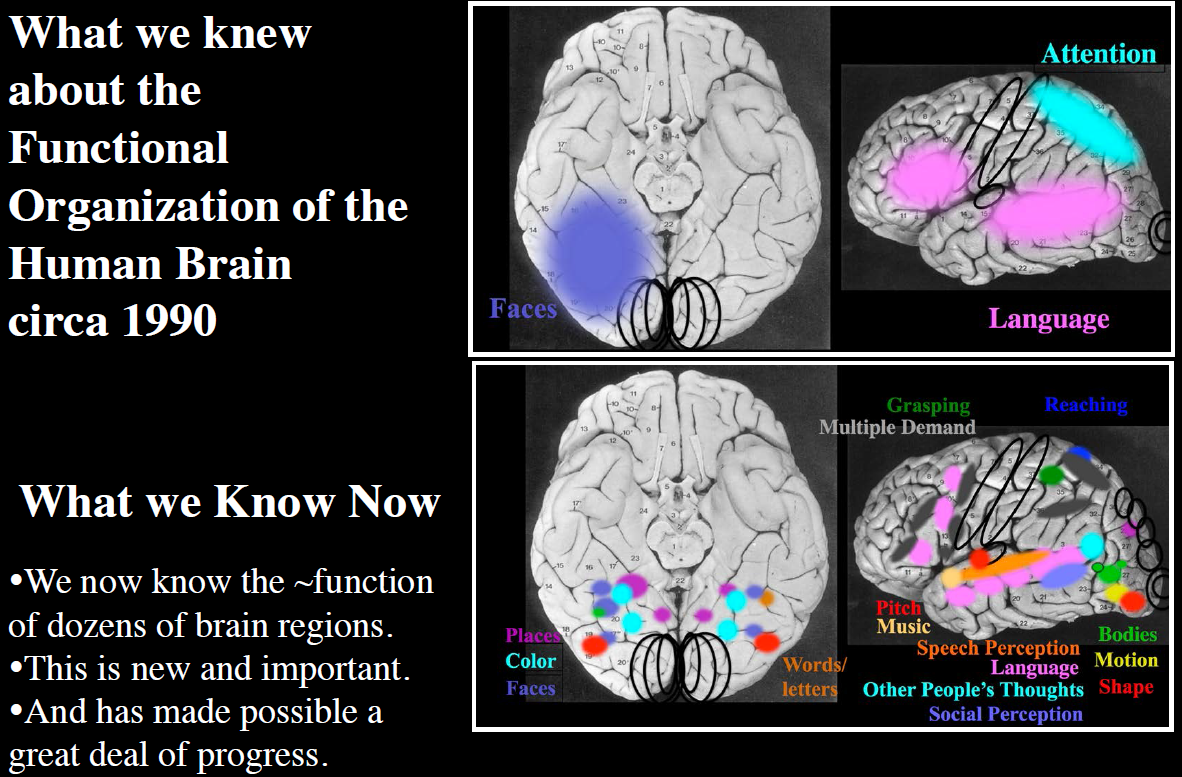 What we knew
about the
Functional
Organization of the
Human Brain
circa 1990
Attention
Faces
Language
What we Know Now
•We now know the ~function
of dozens of brain regions.
•This is new and important.
•And has made possible a
great deal of progress.
Places
Color
Faces
Words/
letters
Grasping
Reaching
Multiple Demand
Pitch
Music
Speech Perception
Language
Other People's Thoughts
Social Perception
Bodies
Motion
Shape